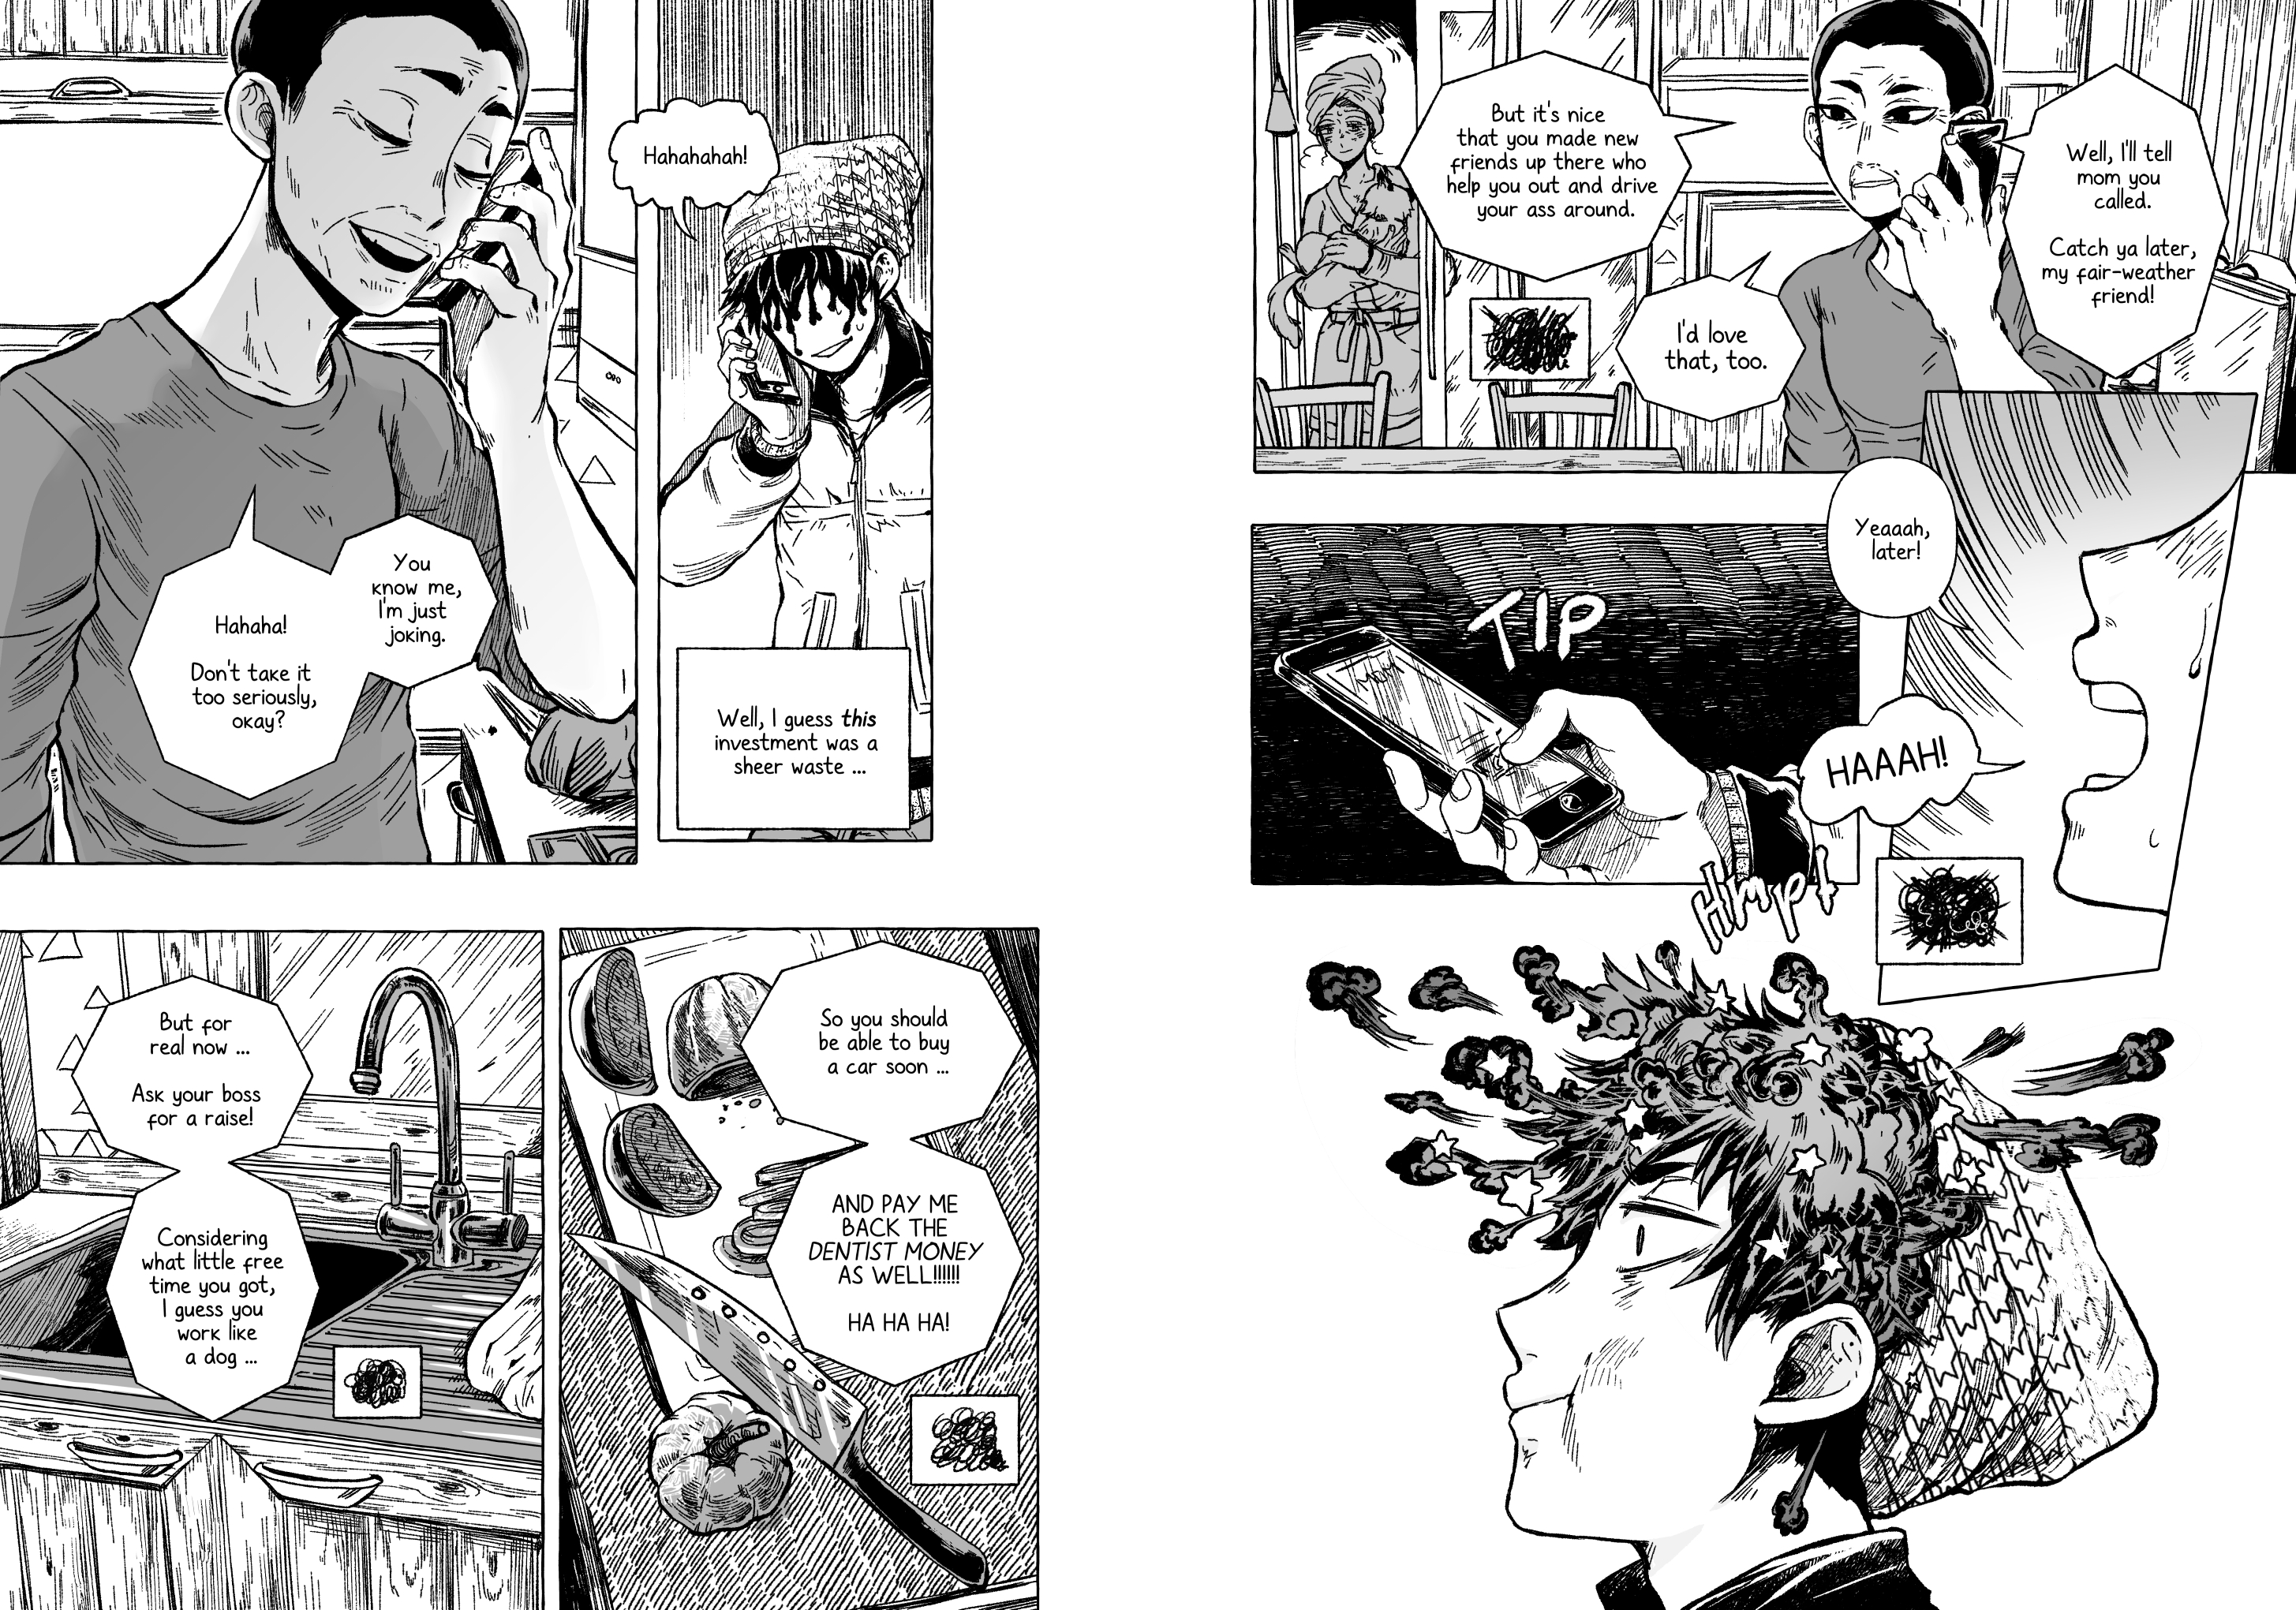 Hahaha!
Don't take it
too seriously,
okay?
You
know me,
I'm just
joking.
Hahahahah!
Well, I guess this
investment was a
sheer waste ...
But for
real now ...
Ask your boss
for a raise!
Considering
what little free
time you got,
I guess you
work like
a dog ...
So you should
be able to buy
a car soon ...
AND PAY ME
BACK THE
DENTIST MONEY
AS WELL!!!!!!
HA HA HA!
But it's nice
that you made new
friends up there who
help you out and drive
your ass around.
I'd love
that, too.
Well, I'll tell
mom you
called.
Catch ya later,
my fair-weather
friend!
Yeaaah,
later!
TIP
MOM
HAAAH!
Hmp!